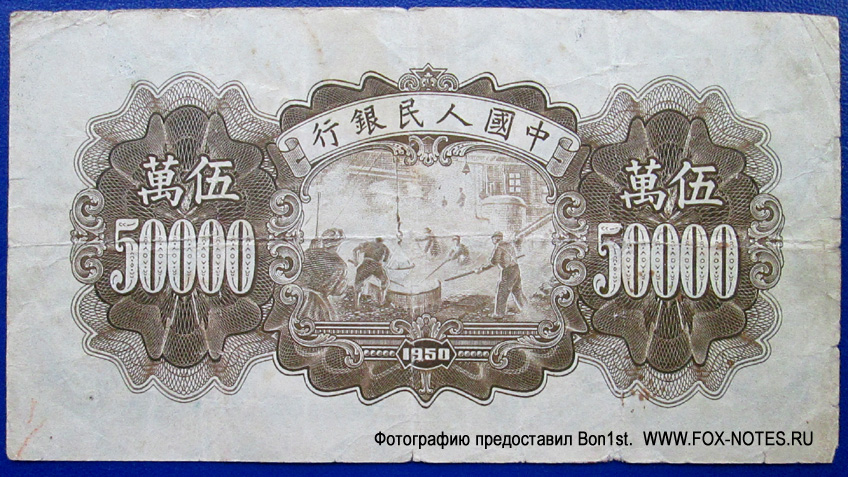 行銀民人國中
萬伍
萬伍
50000
50000
1950
Фотографию предоставил Bon1st. WWW.FOX-NOTES.RU